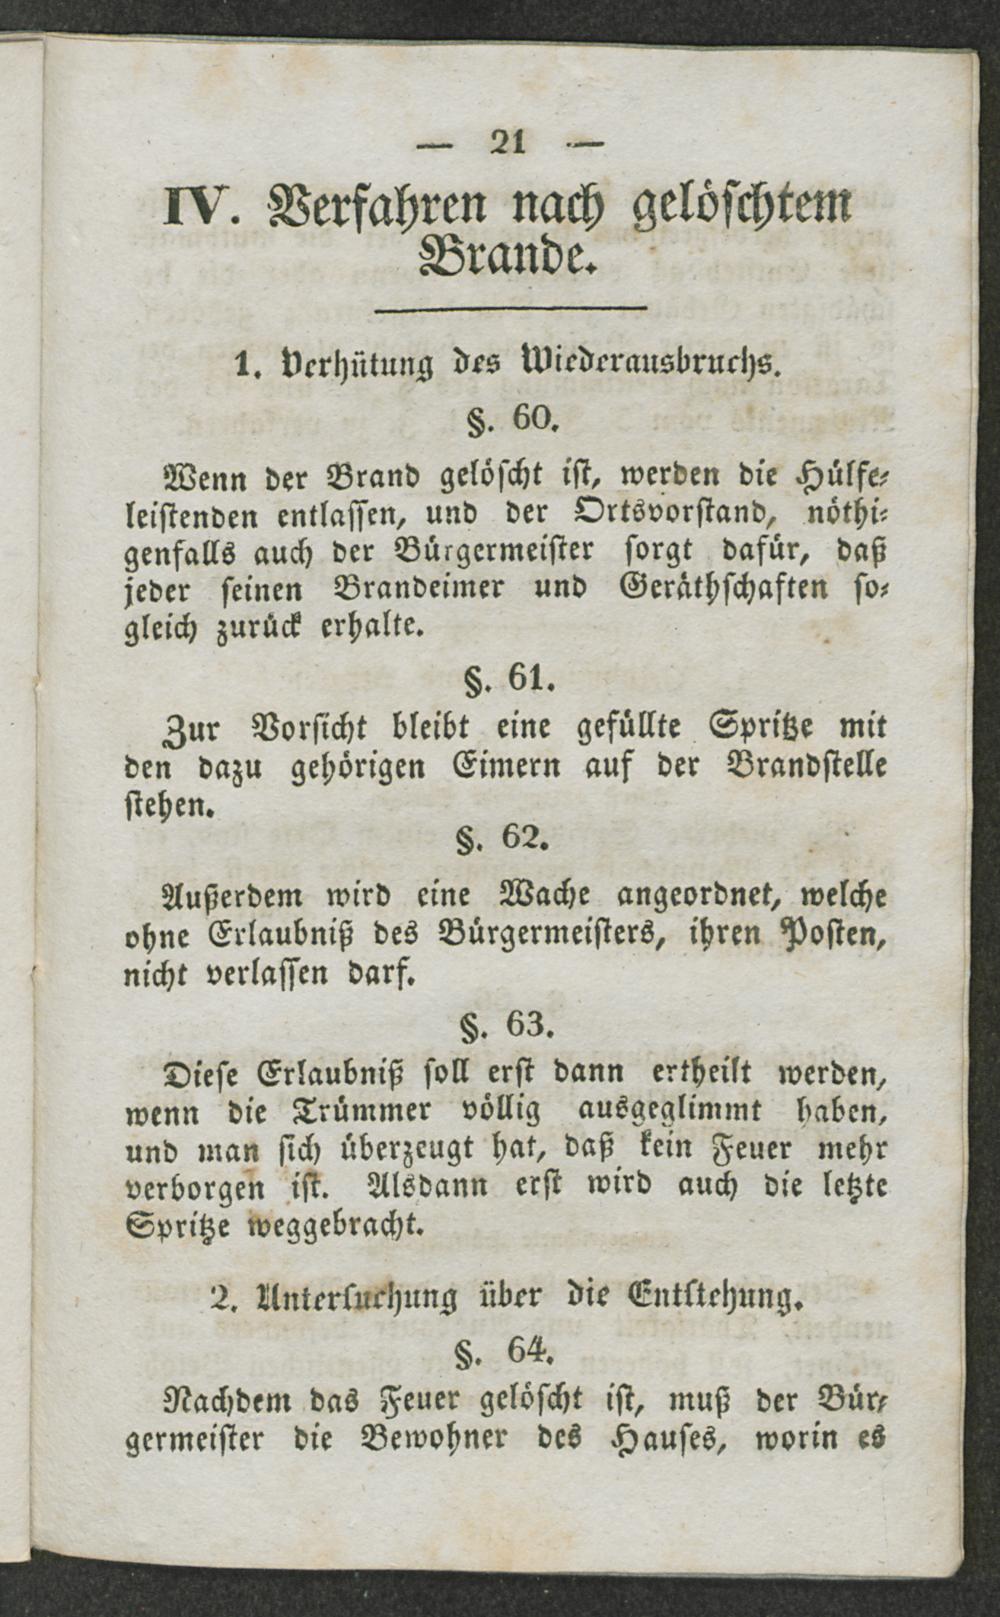 — 21 —
IV. Verfahren nach gelöschtem
Brande.
1. Verhütung des Wiederausbruchs.
§. 60.
Wenn der Brand gelöscht ist, werden die Hülfe-
leistenden entlassen, und der Ortsvorstand, nöthi-
genfalls auch der Bürgermeister sorgt dafür, daß
jeder seinen Brandeimer und Geräthschaften so-
gleich zurück erhalte.
§. 61.
Zur Vorsicht bleibt eine gefüllte Spritze mit
den dazu gehörigen Eimern auf der Brandstelle
stehen.
§. 62.
Außerdem wird eine Wache angeordnet, welche
ohne Erlaubniß des Bürgermeisters, ihren Posten,
nicht verlassen darf.
§. 63.
Diese Erlaubniß soll erst dann ertheilt werden,
wenn die Trümmer völlig ausgeglimmt haben,
und man sich überzeugt hat, daß kein Feuer mehr
verborgen ist. Alsdann erst wird auch die letzte
Spritze weggebracht.
2. Untersuchung über die Entstehung.
§. 64.
Nachdem das Feuer gelöscht ist, muß der Bür-
germeister die Bewohner des Hauses, worin es